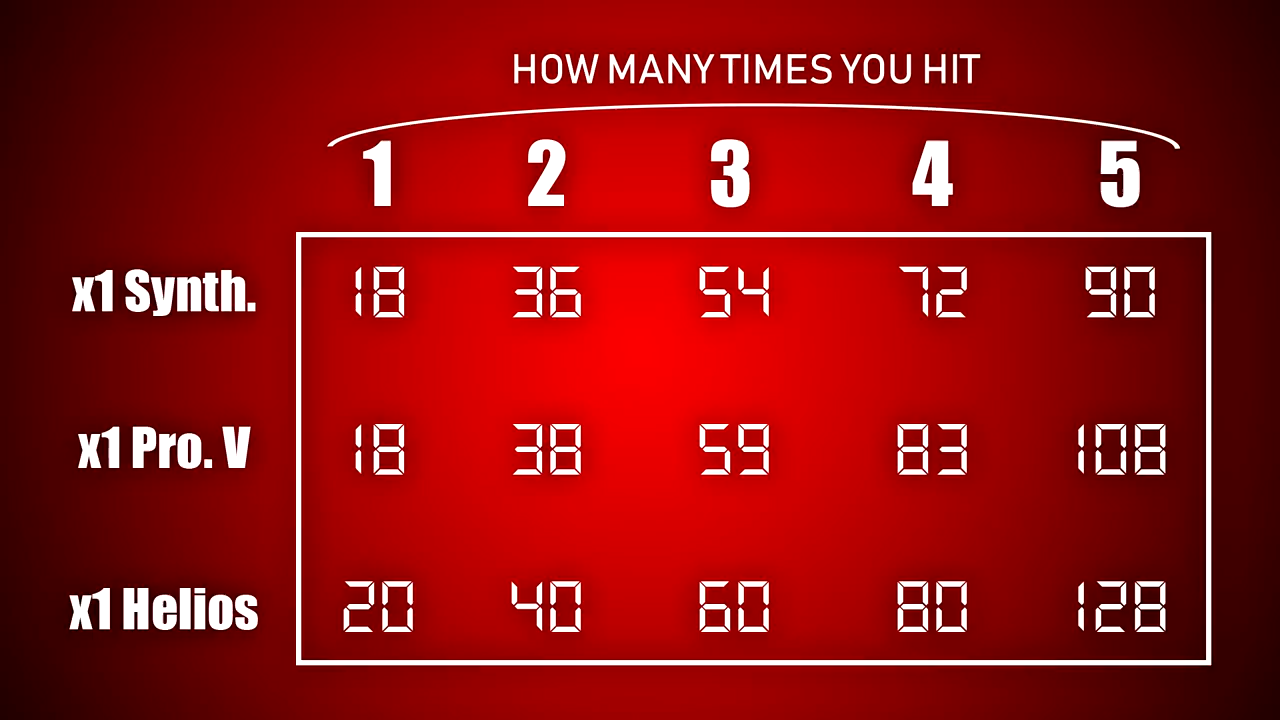 HOW MANY TIMES YOU HIT
1 2 3 4 5
x1 Synth. 18 36 54 72 90
x1 Pro. V 18 38 59 83 108
x1 Helios 20 40 60 80 128